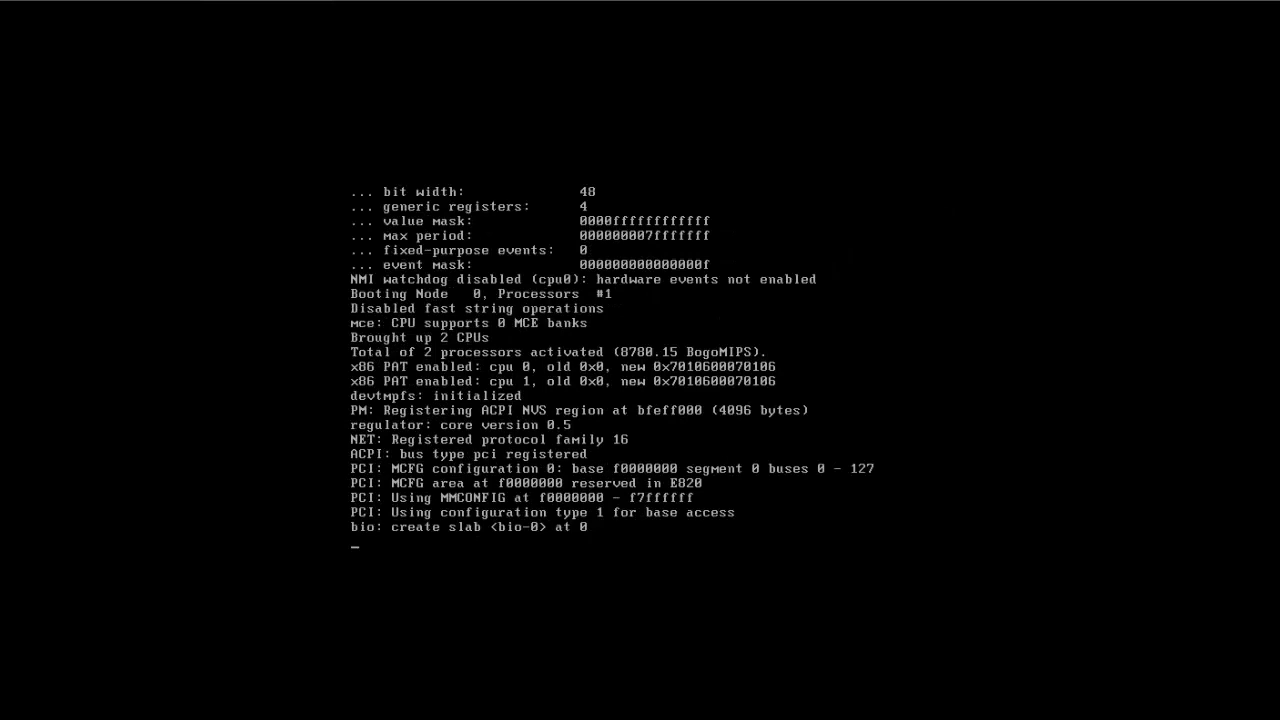 ... bit width:              48
... generic registers:      4
... value mask:             0000ffffffffffff
... max period:             000000007fffffff
... fixed-purpose events:   0
... event mask:             000000000000000f
NMI watchdog disabled (cpu0): hardware events not enabled
Booting Node   0, Processors  #1
Disabled fast string operations
mce: CPU supports 0 MCE banks
Brought up 2 CPUs
Total of 2 processors activated (8780.15 BogoMIPS).
x86 PAT enabled: cpu 0, old 0x0, new 0x7010600070106
x86 PAT enabled: cpu 1, old 0x0, new 0x7010600070106
devtmpfs: initialized
PM: Registering ACPI NVS region at bfeff000 (4096 bytes)
regulator: core version 0.5
NET: Registered protocol family 16
ACPI: bus type pci registered
PCI: MCFG configuration 0: base f0000000 segment 0 buses 0 - 127
PCI: MCFG area at f0000000 reserved in E820
PCI: Using MMCONFIG at f0000000 - f7ffffff
PCI: Using configuration type 1 for base access
bio: create slab <bio-0> at 0
_